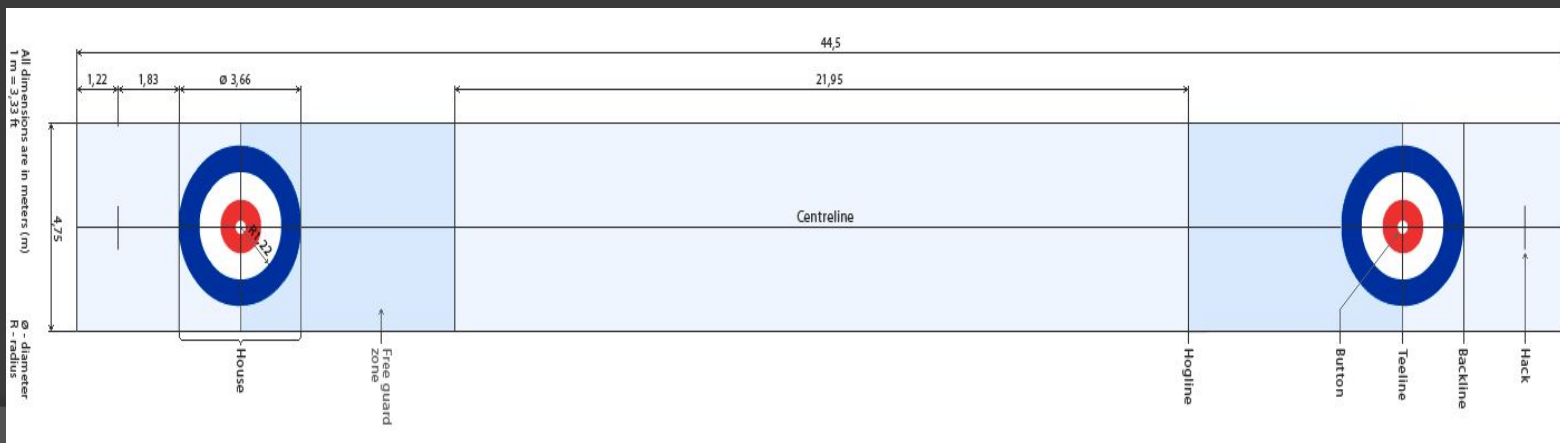 44,5
1,22
1,83
Ø 3,66
21,95
All dimensions are in meters (m)
1 m = 3,33 ft
4,75
R1,22
Centreline
Ø - diameter
R - radius
House
Free guard
zone
Hogline
Button
Teeline
Backline
Hack